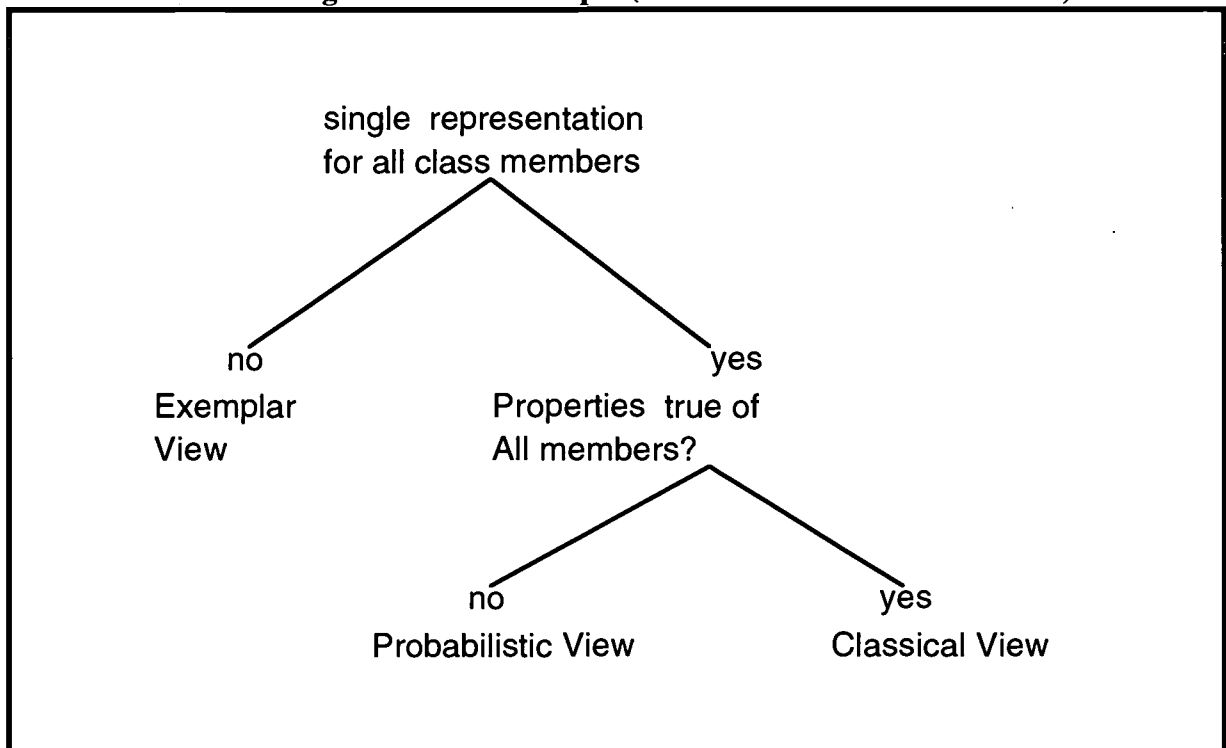 single representation
for all class members
no yes
Exemplar Properties true of
View All members?
no yes
Probabilistic View Classical View